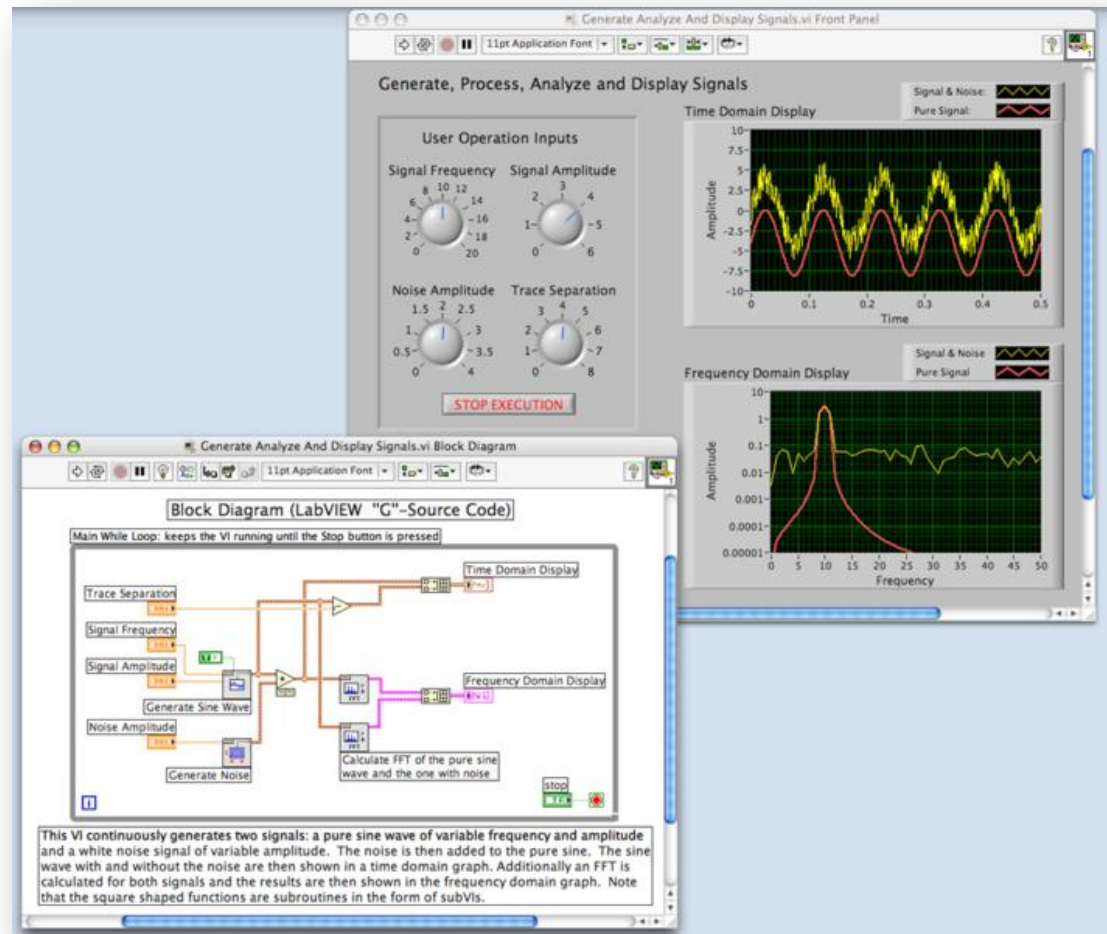 Generate Analyze And Display Signals.vi Front Panel
11pt Application Font
Generate, Process, Analyze and Display Signals
User Operation Inputs
Signal Frequency
0 2 4 6 8 10 12 14 16 18 20
Signal Amplitude
0 1 2 3 4 5 6
Noise Amplitude
0 0.5 1 1.5 2 2.5 3 3.5 4
Trace Separation
0 1 2 3 4 5 6 7 8
STOP EXECUTION
Signal & Noise:
Pure Signal:
Time Domain Display
Amplitude
10
7.5
5
2.5
0
-2.5
-5
-7.5
-10
0 0.1 0.2 0.3 0.4 0.5
Time
Signal & Noise
Pure Signal
Frequency Domain Display
Amplitude
10
1
0.1
0.01
0.001
0.0001
0.00001
0 5 10 15 20 25 30 35 40 45 50
Frequency
Generate Analyze And Display Signals.vi Block Diagram
11pt Application Font
Block Diagram (LabVIEW "G"-Source Code)
Main While Loop: keeps the VI running until the Stop button is pressed
Trace Separation
Signal Frequency
Signal Amplitude
Generate Sine Wave
Noise Amplitude
Generate Noise
Time Domain Display
Frequency Domain Display
FFT
FFT
Calculate FFT of the pure sine
wave and the one with noise
stop
TF
i
This VI continuously generates two signals: a pure sine wave of variable frequency and amplitude
and a white noise signal of variable amplitude. The noise is then added to the pure sine. The sine
wave with and without the noise are then shown in a time domain graph. Additionally an FFT is
calculated for both signals and the results are then shown in the frequency domain graph. Note
that the square shaped functions are subroutines in the form of subVIs.